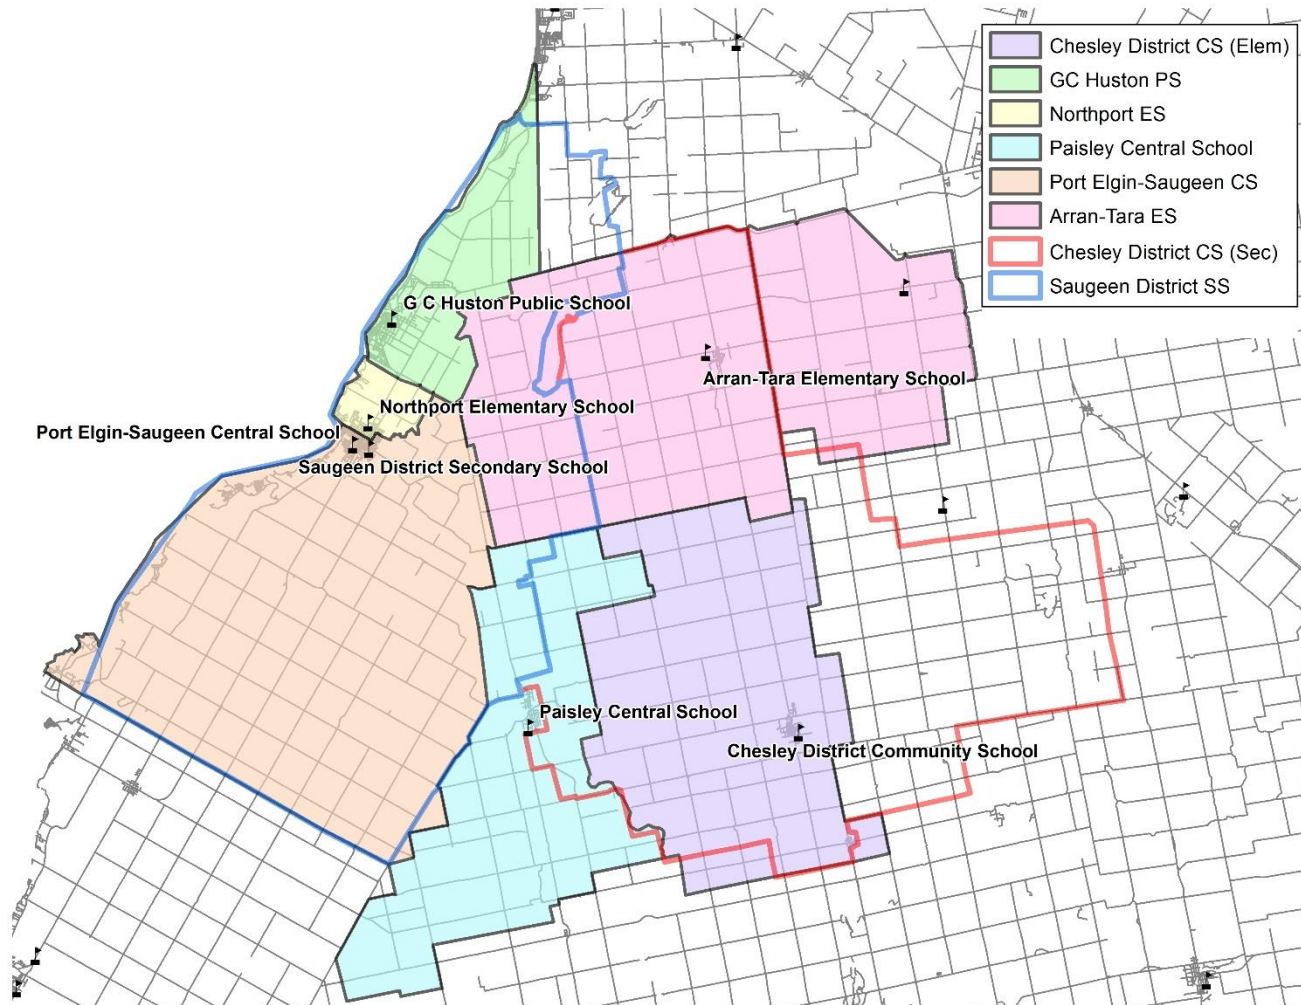 Chesley District CS (Elem)
GC Huston PS
Northport ES
Paisley Central School
Port Elgin-Saugeen CS
Arran-Tara ES
Chesley District CS (Sec)
Saugeen District SS
G C Huston Public School
Arran-Tara Elementary School
Northport Elementary School
Port Elgin-Saugeen Central School
Saugeen District Secondary School
Paisley Central School
Chesley District Community School